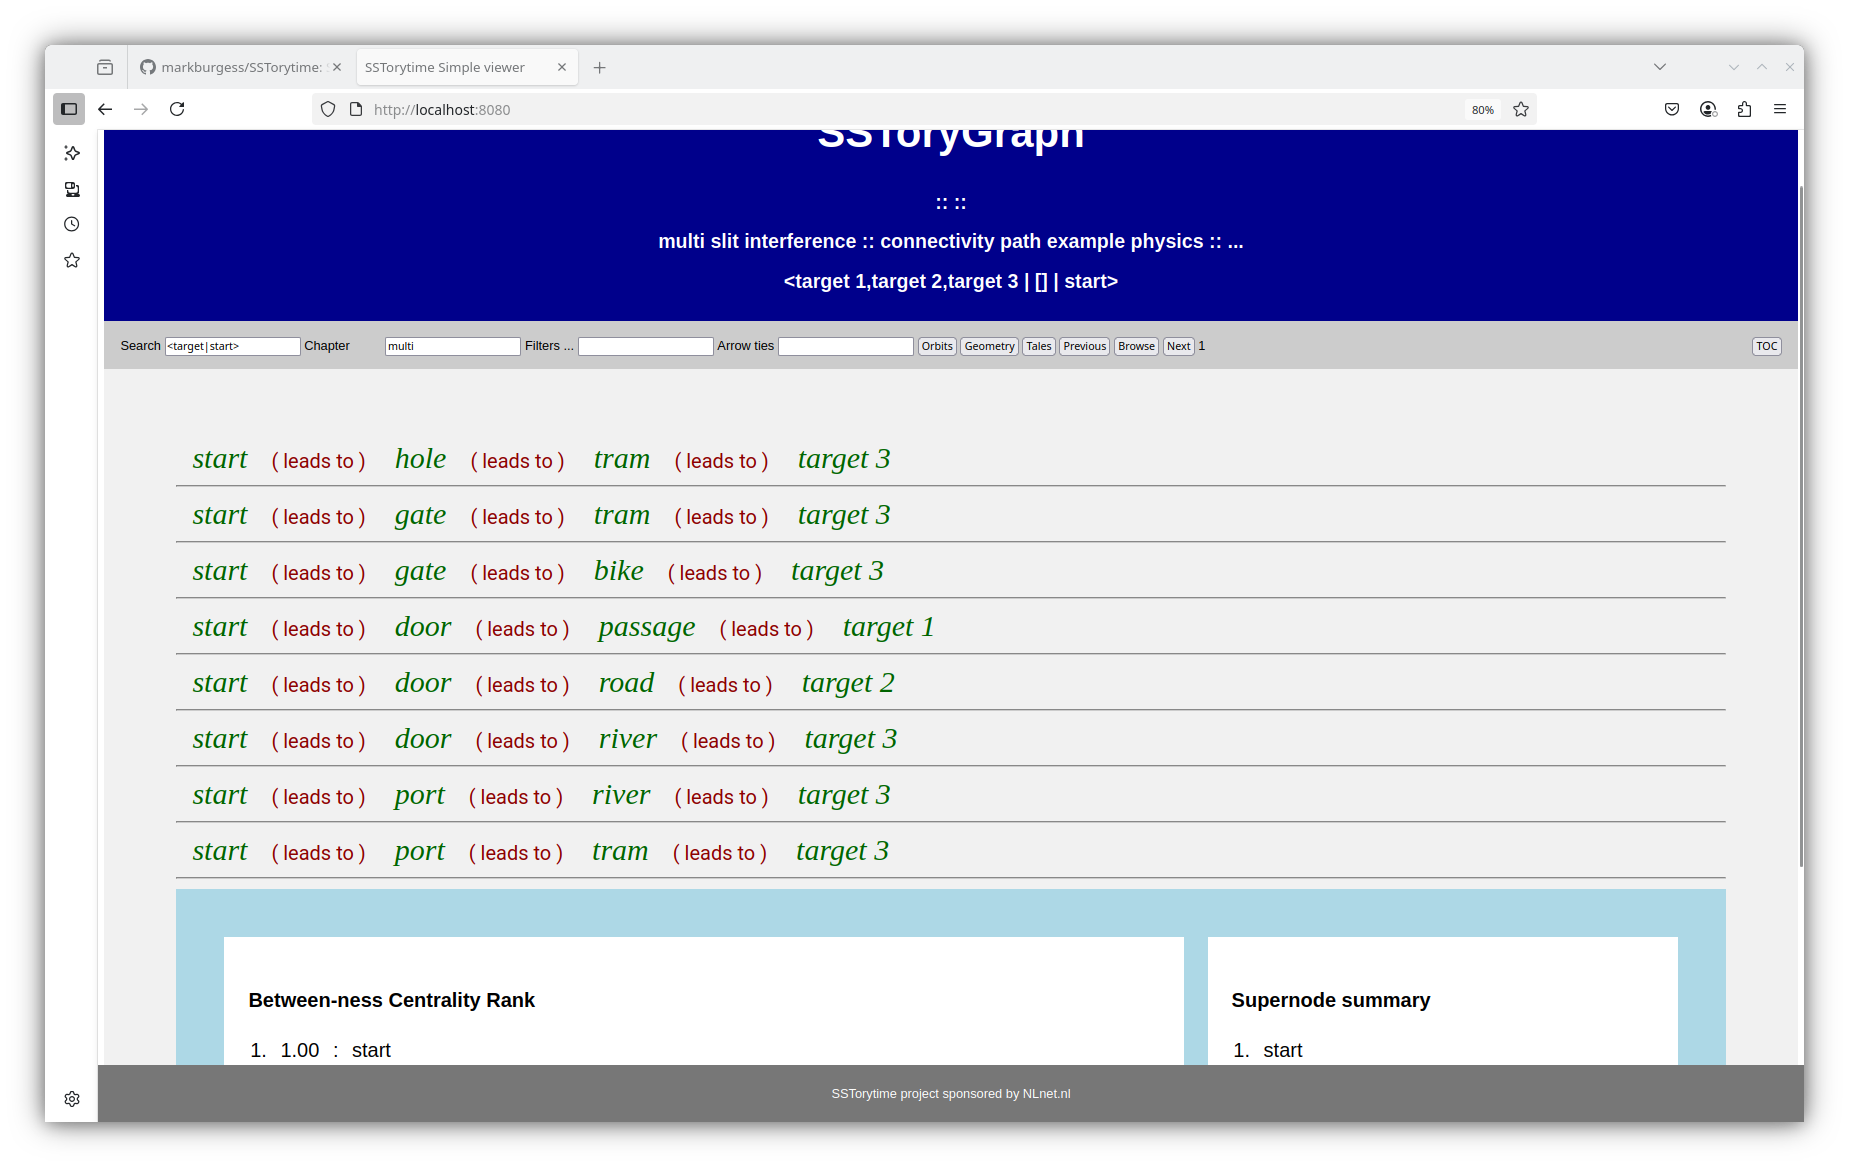 markburgess/SSTorytime:
SSTorytime Simple viewer
http://localhost:8080
80%
SSToryGraph
:: ::
multi slit interference :: connectivity path example physics :: ...
<target 1,target 2,target 3 | [] | start>
Search <target|start> Chapter multi Filters ... Arrow ties Orbits Geometry Tales Previous Browse Next 1 TOC
start ( leads to ) hole ( leads to ) tram ( leads to ) target 3
start ( leads to ) gate ( leads to ) tram ( leads to ) target 3
start ( leads to ) gate ( leads to ) bike ( leads to ) target 3
start ( leads to ) door ( leads to ) passage ( leads to ) target 1
start ( leads to ) door ( leads to ) road ( leads to ) target 2
start ( leads to ) door ( leads to ) river ( leads to ) target 3
start ( leads to ) port ( leads to ) river ( leads to ) target 3
start ( leads to ) port ( leads to ) tram ( leads to ) target 3
Between-ness Centrality Rank
1. 1.00 : start
Supernode summary
1. start
SSTorytime project sponsored by NLnet.nl